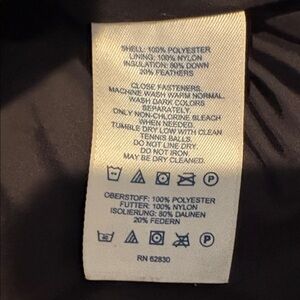 SHELL: 100% POLYESTER
LINING: 100% NYLON
INSULATION: 80% DOWN
20% FEATHERS
CLOSE FASTENERS.
MACHINE WASH WARM NORMAL.
WASH DARK COLORS
SEPARATELY.
ONLY NON-CHLORINE BLEACH
WHEN NEEDED.
TUMBLE DRY LOW WITH CLEAN
TENNIS BALLS.
DO NOT LINE DRY.
DO NOT IRON.
MAY BE DRY CLEANED.
P
OBERSTOFF: 100% POLYESTER
FUTTER: 100% NYLON
ISOLIERUNG: 80% DAUNEN
20% FEDERN
P
RN 62830